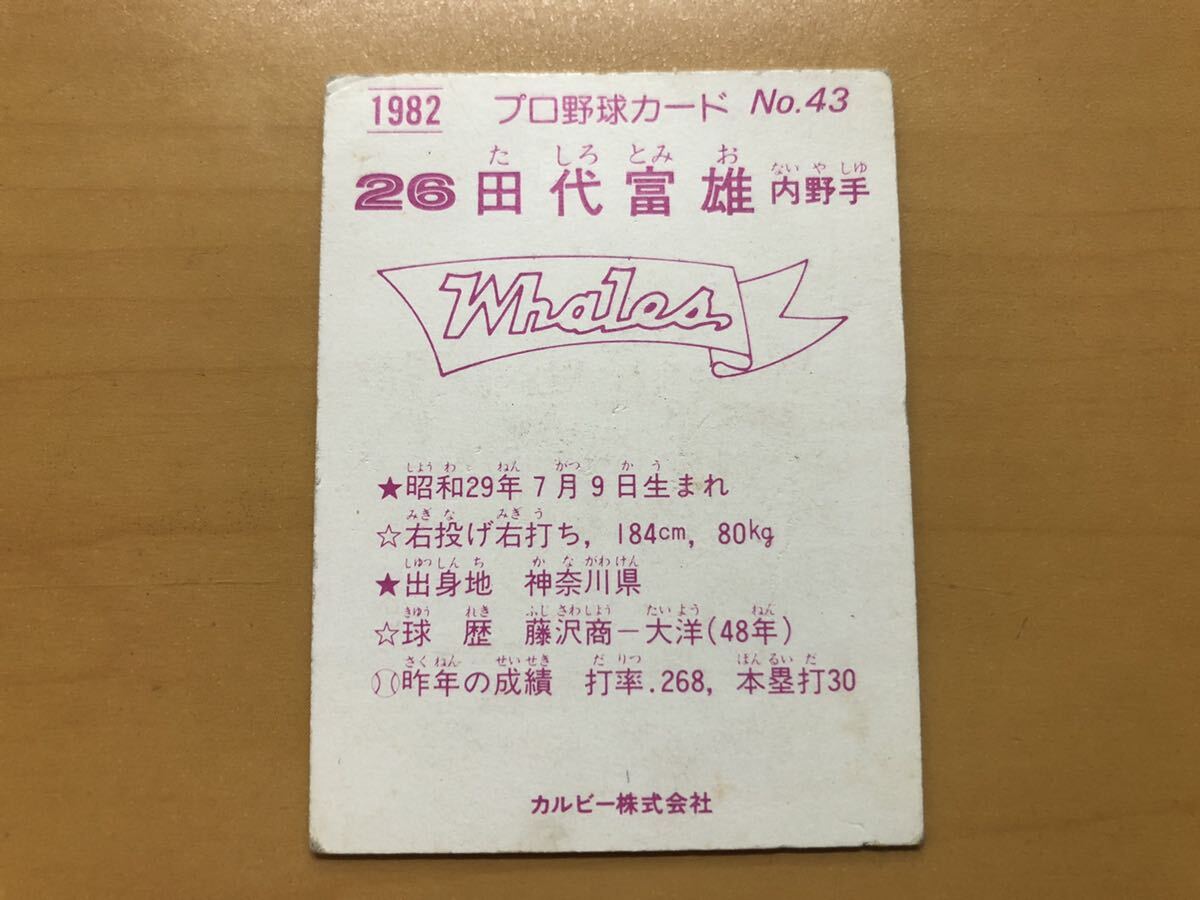 1982 プロ野球カード No.43
た しろ とみ お ない や しゆ
26 田代富雄 内野手
Whales
しよう わ ねん がつ か う
★昭和29年7月9日生まれ
みぎ な みぎ う
☆右投げ右打ち, 184cm, 80kg
しゆつ しん ち か な がわ けん
★出身地 神奈川県
きゆう れき ふじ さわ しよう たい よう ねん
☆球 歴 藤沢商－大洋(48年)
さく ねん せい せき だ りつ ほん るい だ
昨年の成績 打率.268, 本塁打30
カルビー株式会社